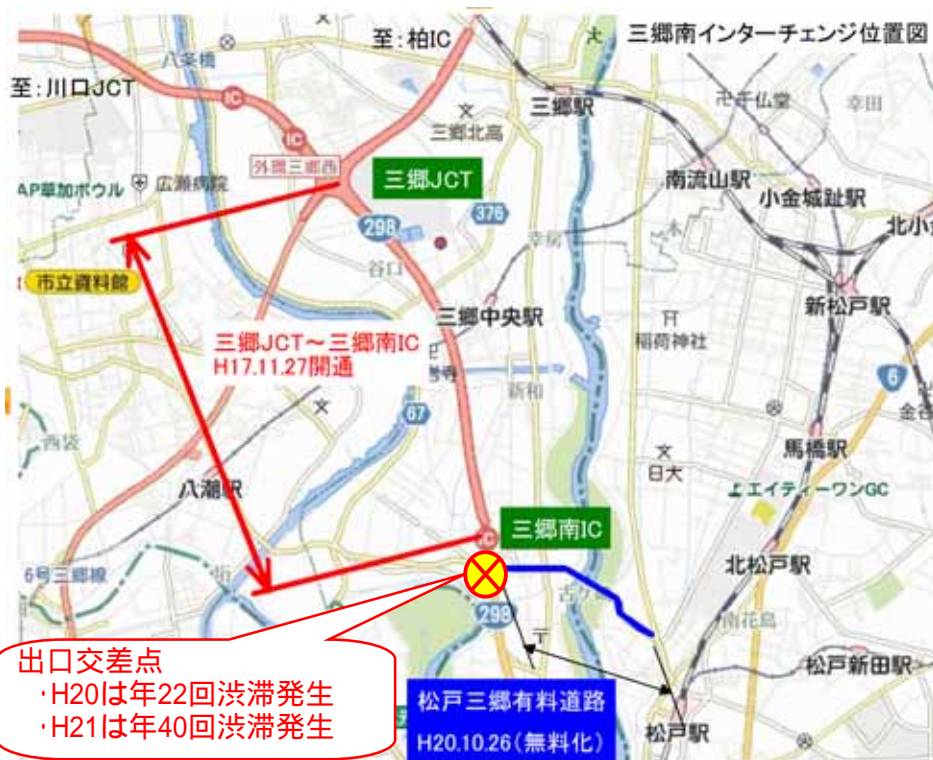 三郷南インターチェンジ位置図
至:柏IC
至:川口JCT
八条橋
IC
IC
三郷駅
三郷北高
幸田
外環三郷西
三郷JCT
広瀬病院
AP草加ボウル
南流山駅
小金城趾駅
北小金
298
376
幸房
谷口
市立資料館
三郷中央駅
新松戸駅
稲荷神社
三郷JCT～三郷南IC
H17.11.27開通
新和
6
67
西袋
日大
馬橋駅
八潮駅
エイティーワンGC
三郷南IC
IC
北松戸駅
6号三郷線
298
南花島
松戸新田駅
出口交差点
・H20は年22回渋滞発生
・H21は年40回渋滞発生
松戸三郷有料道路
H20.10.26(無料化)
松戸駅